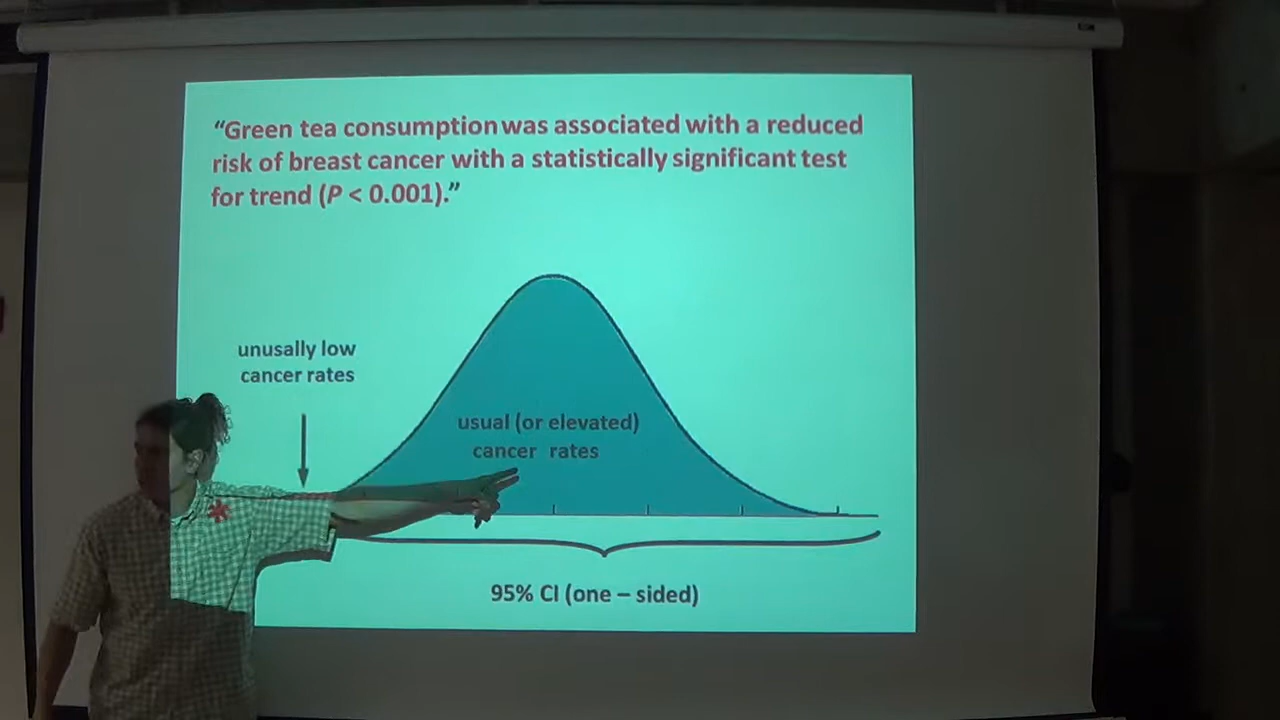 “Green tea consumption was associated with a reduced
risk of breast cancer with a statistically significant test
for trend (P < 0.001).”
unusally low
cancer rates
usual (or elevated)
cancer rates
*
95% CI (one – sided)